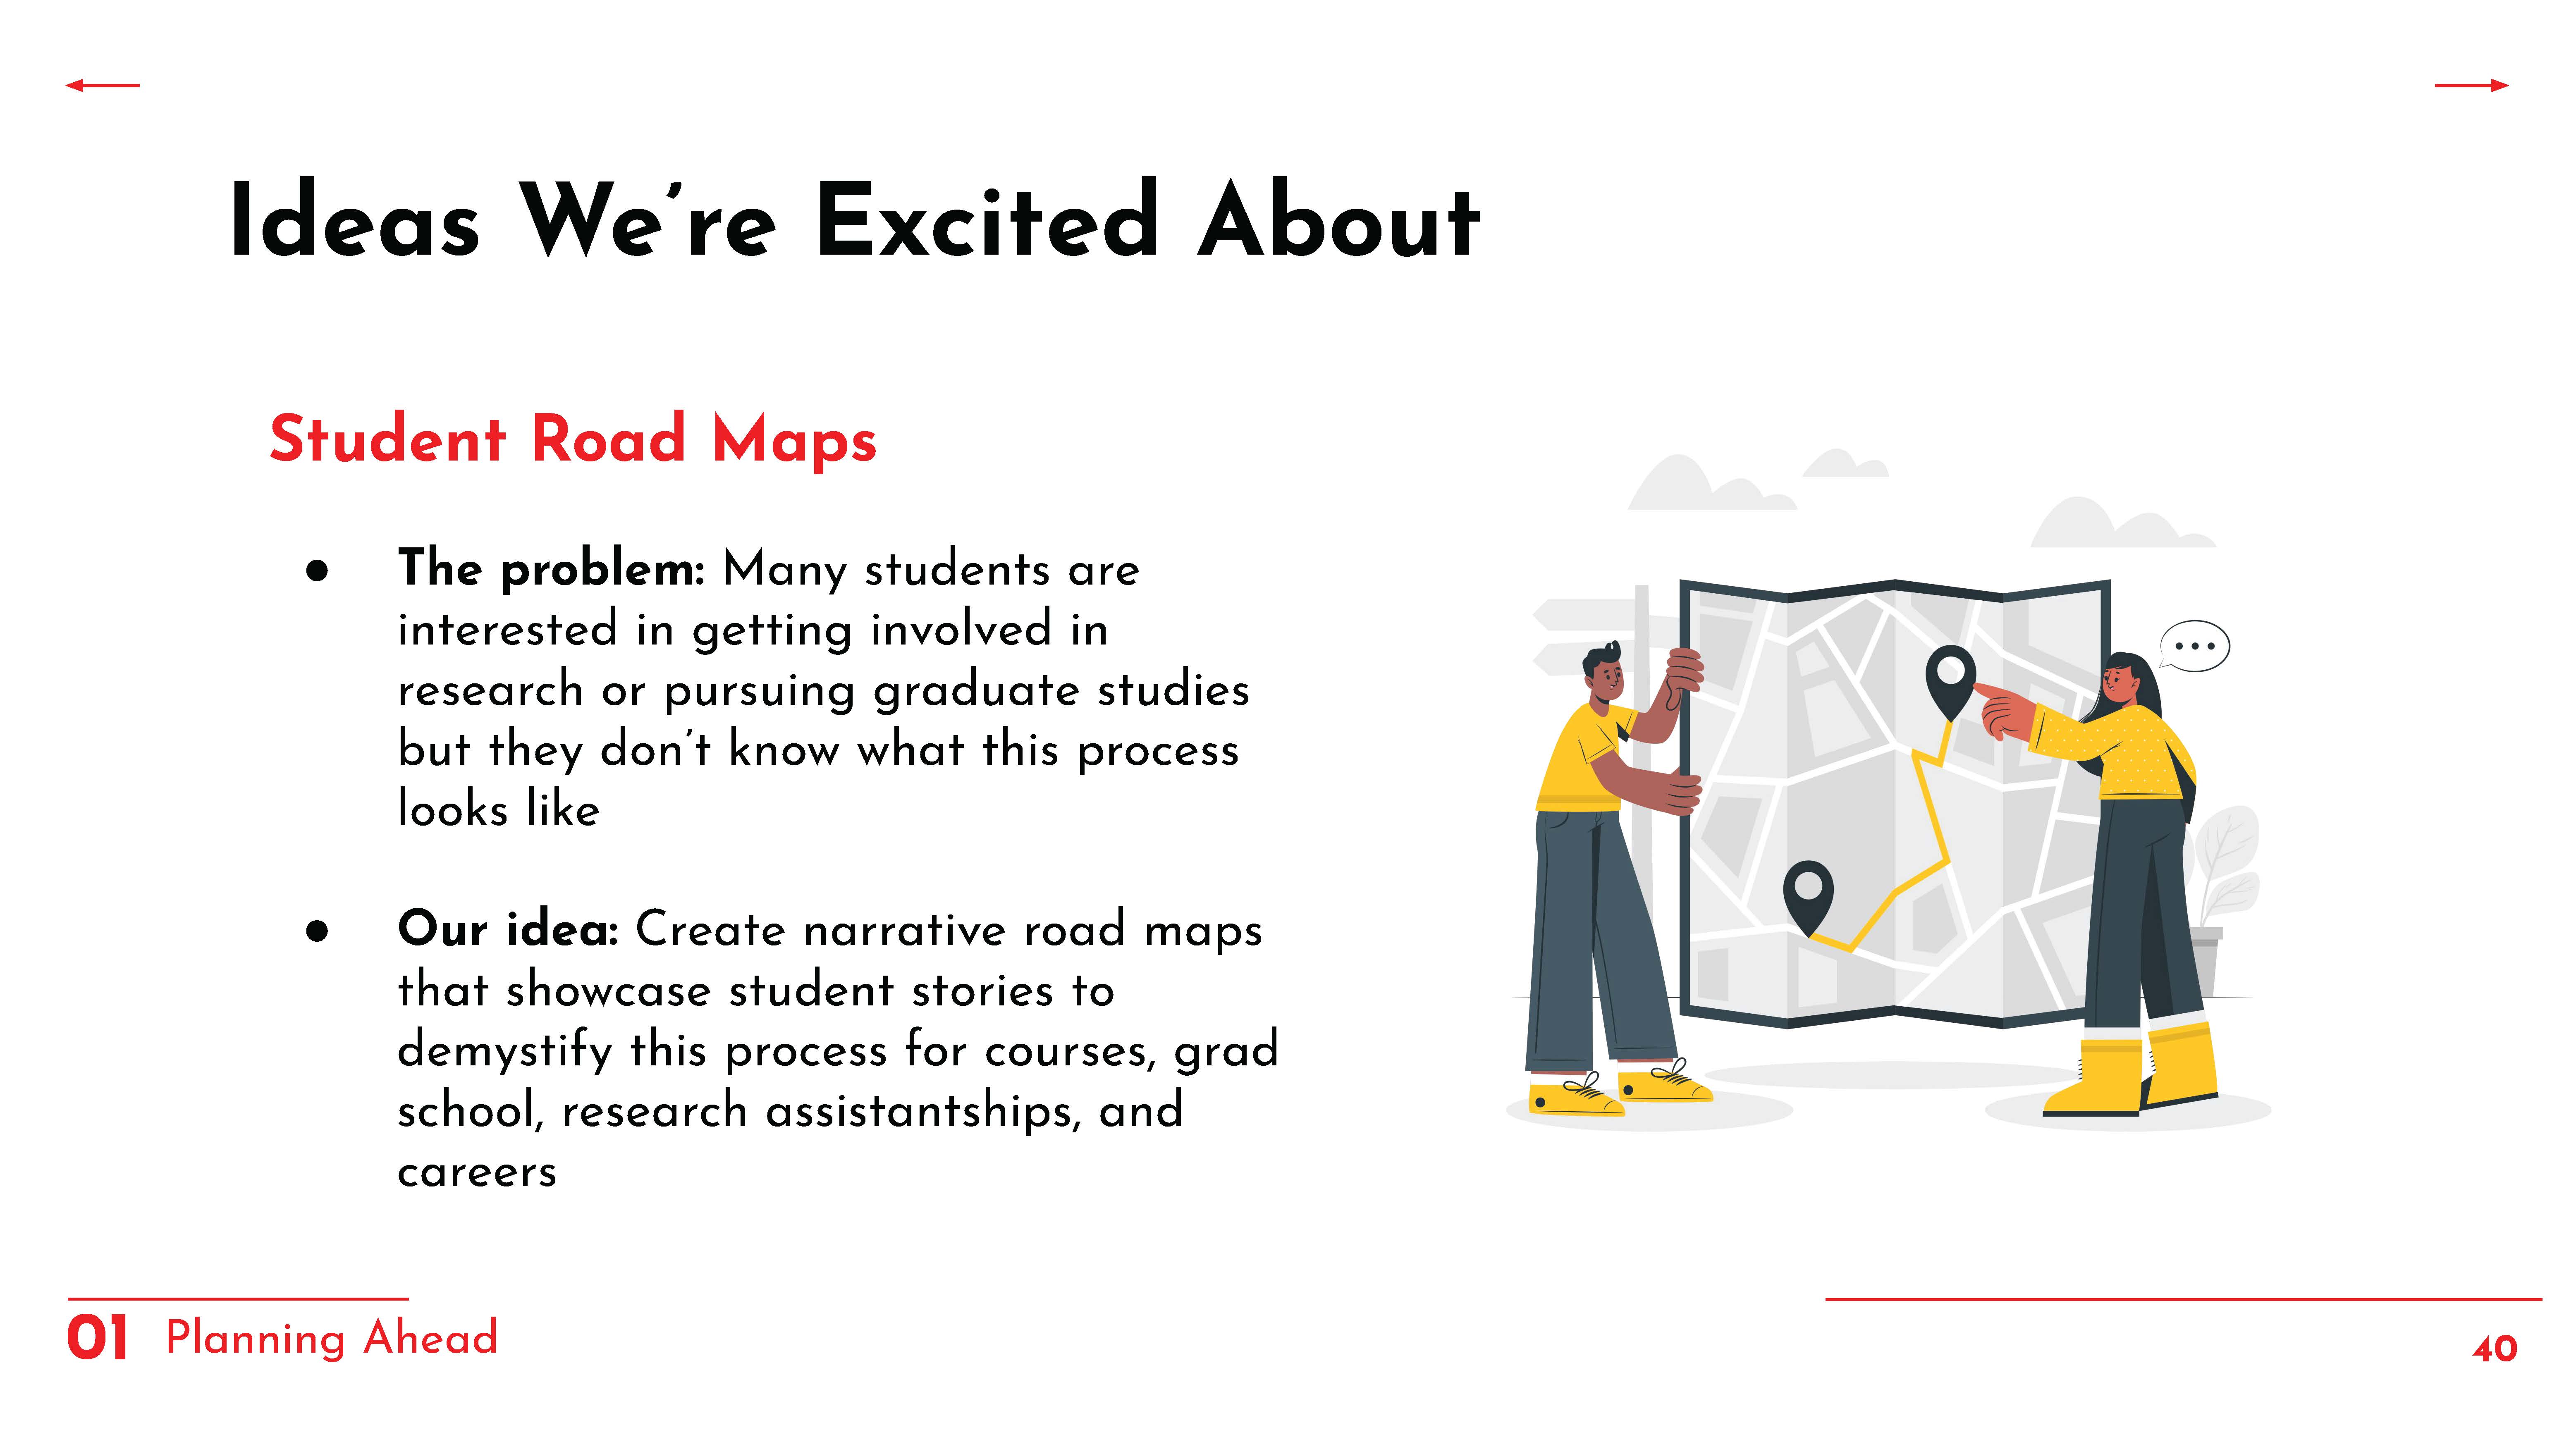 Ideas We’re Excited About
Student Road Maps
● The problem: Many students are
interested in getting involved in
research or pursuing graduate studies
but they don’t know what this process
looks like
● Our idea: Create narrative road maps
that showcase student stories to
demystify this process for courses, grad
school, research assistantships, and
careers
01 Planning Ahead
40